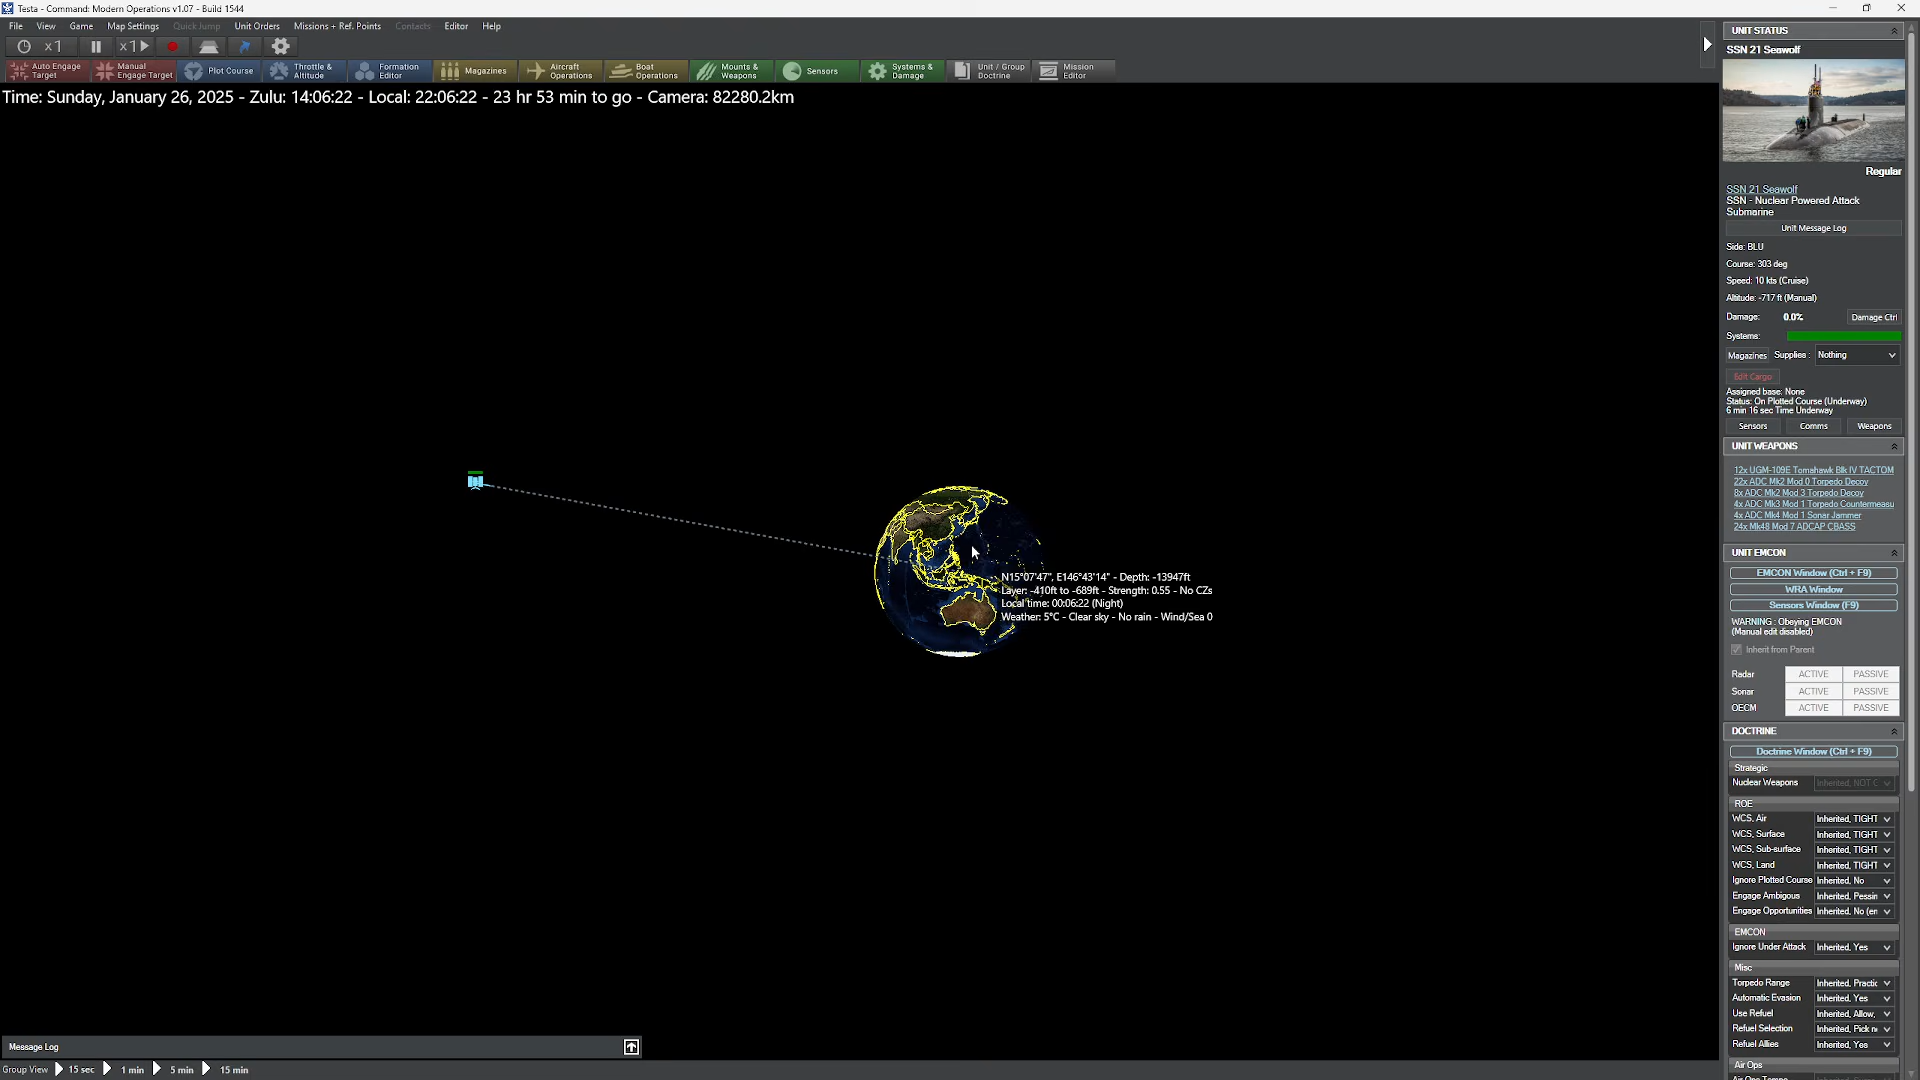 Testa - Command: Modern Operations v1.07 - Build 1544
File View Game Map Settings Quick Jump Unit Orders Missions + Ref. Points Contacts Editor Help
x1 x1
Auto Engage Target Manual Engage Target Plot Course Throttle & Altitude Formation Editor Magazines Aircraft Operations Boat Operations Mounts & Weapons Sensors Systems & Damage Unit / Group Doctrine Mission Editor
Time: Sunday, January 26, 2025 - Zulu: 14:06:22 - Local: 22:06:22 - 23 hr 53 min to go - Camera: 82280.2km
N15°07'47", E146°43'14" - Depth: -13947ft
Layer: -410ft to -689ft - Strength: 0.55 - No CZs
Local time: 00:06:22 (Night)
Weather: 5°C - Clear sky - No rain - Wind/Sea 0
Message Log
Group View 15 sec 1 min 5 min 15 min
UNIT STATUS
SSN 21 Seawolf
Regular
SSN 21 Seawolf
SSN - Nuclear Powered Attack
Submarine
Unit Message Log
Side: BLU
Course: 303 deg
Speed: 10 kts (Cruise)
Altitude: -717 ft (Manual)
Damage: 0.0% Damage Ctrl
Systems:
Magazines Supplies: Nothing
Edit Cargo
Assigned base: None
Status: On Plotted Course (Underway)
6 min 16 sec Time Underway
Sensors Comms Weapons
UNIT WEAPONS
12x UGM-109E Tomahawk Blk IV TACTOM
22x ADC Mk2 Mod 0 Torpedo Decoy
8x ADC Mk2 Mod 3 Torpedo Decoy
4x ADC Mk3 Mod 1 Torpedo Countermeasu
4x ADC Mk4 Mod 1 Sonar Jammer
24x Mk48 Mod 7 ADCAP CBASS
UNIT EMCON
EMCON Window (Ctrl + F9)
WRA Window
Sensors Window (F9)
WARNING : Obeying EMCON
(Manual edit disabled)
Inherit from Parent
Radar ACTIVE PASSIVE
Sonar ACTIVE PASSIVE
OECM ACTIVE PASSIVE
DOCTRINE
Doctrine Window (Ctrl + F9)
Strategic
Nuclear Weapons Inherited, NOT
ROE
WCS, Air Inherited, TIGHT
WCS, Surface Inherited, TIGHT
WCS, Sub-surface Inherited, TIGHT
WCS, Land Inherited, TIGHT
Ignore Plotted Course Inherited, No
Engage Ambiguous Inherited, Pessin
Engage Opportunities Inherited, No (en
EMCON
Ignore Under Attack Inherited, Yes
Misc
Torpedo Range Inherited, Practic
Automatic Evasion Inherited, Yes
Use Refuel Inherited, Allow,
Refuel Selection Inherited, Pick n
Refuel Allies Inherited, Yes
Air Ops